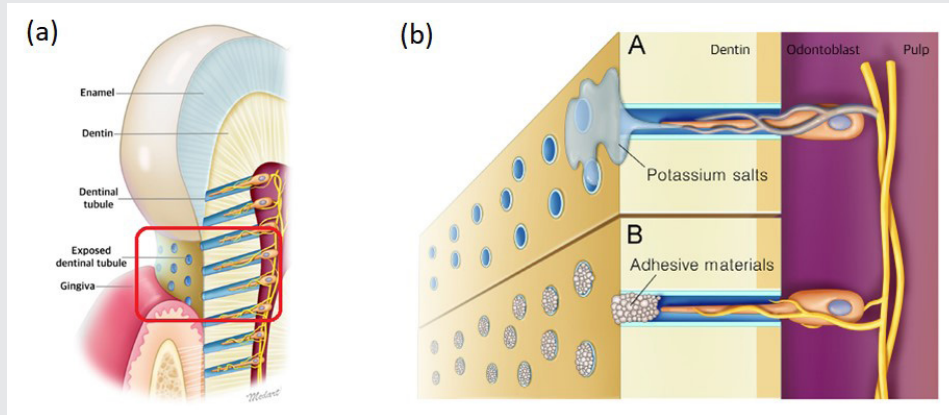 (a)
Enamel
Dentin
Dentinal
tubule
Exposed
dentinal tubule
Gingiva
"Medart"
(b)
A
Dentin
Odontoblast
Pulp
Potassium salts
B
Adhesive materials